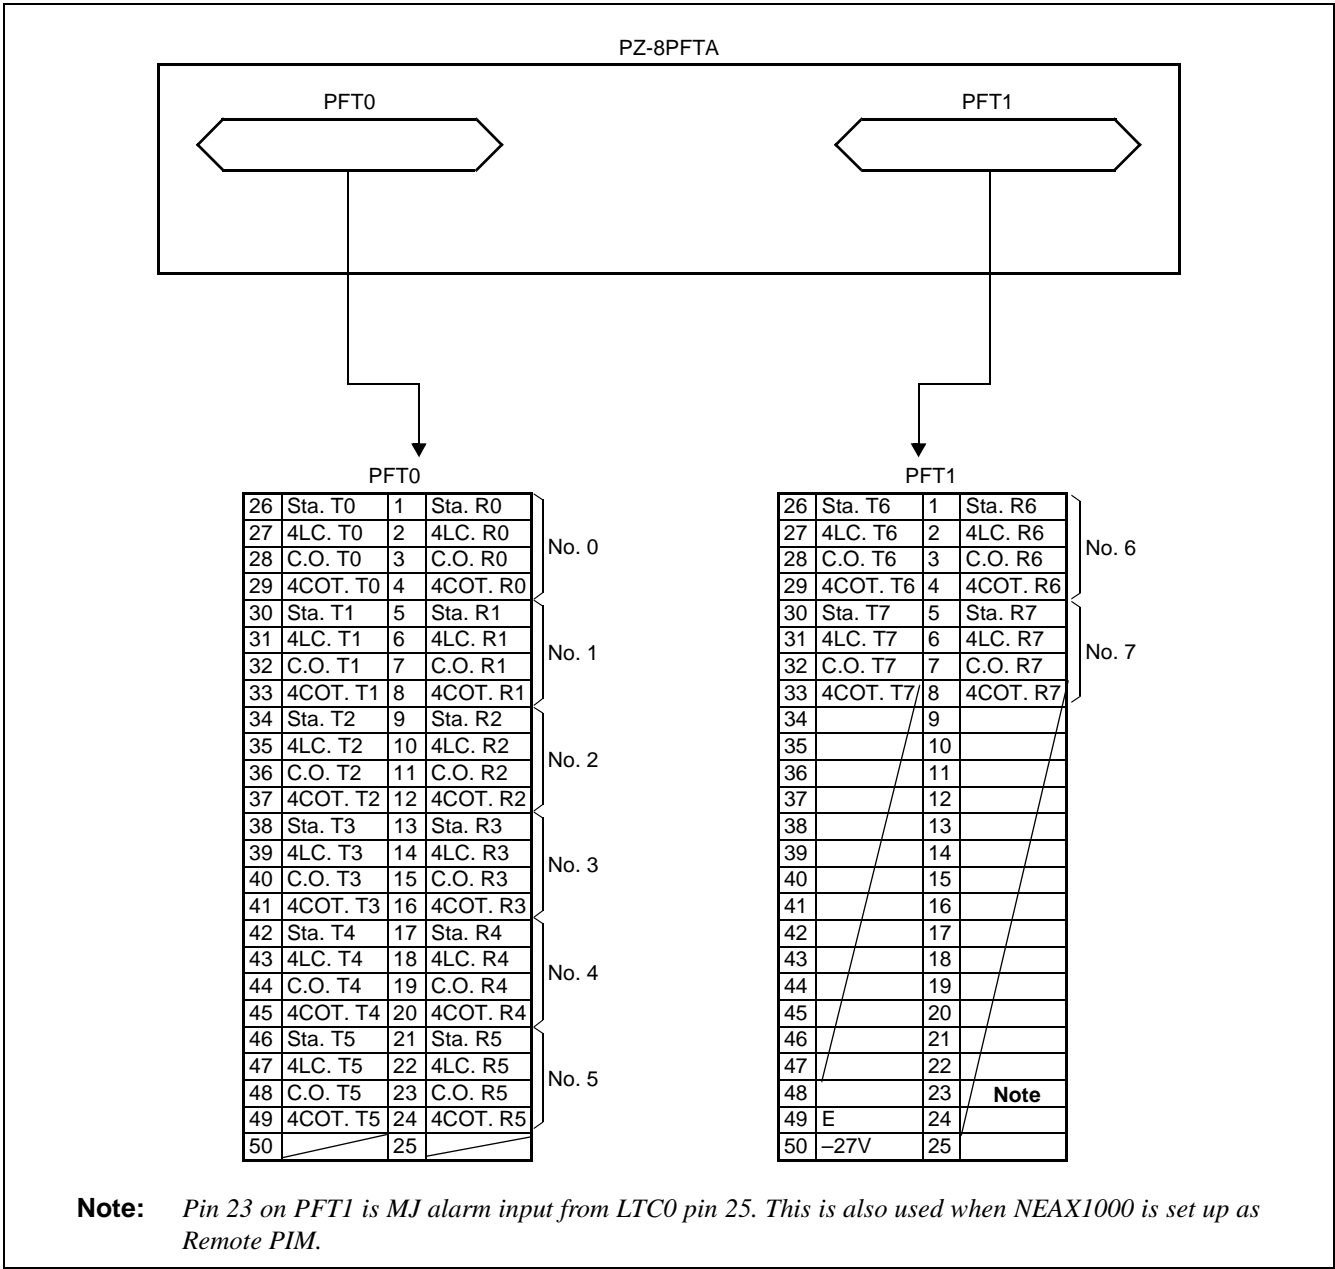 PZ-8PFTA
PFT0
PFT1
PFT0
26 Sta. T0 1 Sta. R0
27 4LC. T0 2 4LC. R0
28 C.O. T0 3 C.O. R0
29 4COT. T0 4 4COT. R0
No. 0
30 Sta. T1 5 Sta. R1
31 4LC. T1 6 4LC. R1
32 C.O. T1 7 C.O. R1
33 4COT. T1 8 4COT. R1
No. 1
34 Sta. T2 9 Sta. R2
35 4LC. T2 10 4LC. R2
36 C.O. T2 11 C.O. R2
37 4COT. T2 12 4COT. R2
No. 2
38 Sta. T3 13 Sta. R3
39 4LC. T3 14 4LC. R3
40 C.O. T3 15 C.O. R3
41 4COT. T3 16 4COT. R3
No. 3
42 Sta. T4 17 Sta. R4
43 4LC. T4 18 4LC. R4
44 C.O. T4 19 C.O. R4
45 4COT. T4 20 4COT. R4
No. 4
46 Sta. T5 21 Sta. R5
47 4LC. T5 22 4LC. R5
48 C.O. T5 23 C.O. R5
49 4COT. T5 24 4COT. R5
No. 5
50 25
PFT1
26 Sta. T6 1 Sta. R6
27 4LC. T6 2 4LC. R6
28 C.O. T6 3 C.O. R6
29 4COT. T6 4 4COT. R6
No. 6
30 Sta. T7 5 Sta. R7
31 4LC. T7 6 4LC. R7
32 C.O. T7 7 C.O. R7
33 4COT. T7 8 4COT. R7
No. 7
34 9
35 10
36 11
37 12
38 13
39 14
40 15
41 16
42 17
43 18
44 19
45 20
46 21
47 22
48 23 Note
49 E 24
50 –27V 25
Note: Pin 23 on PFT1 is MJ alarm input from LTC0 pin 25. This is also used when NEAX1000 is set up as
Remote PIM.